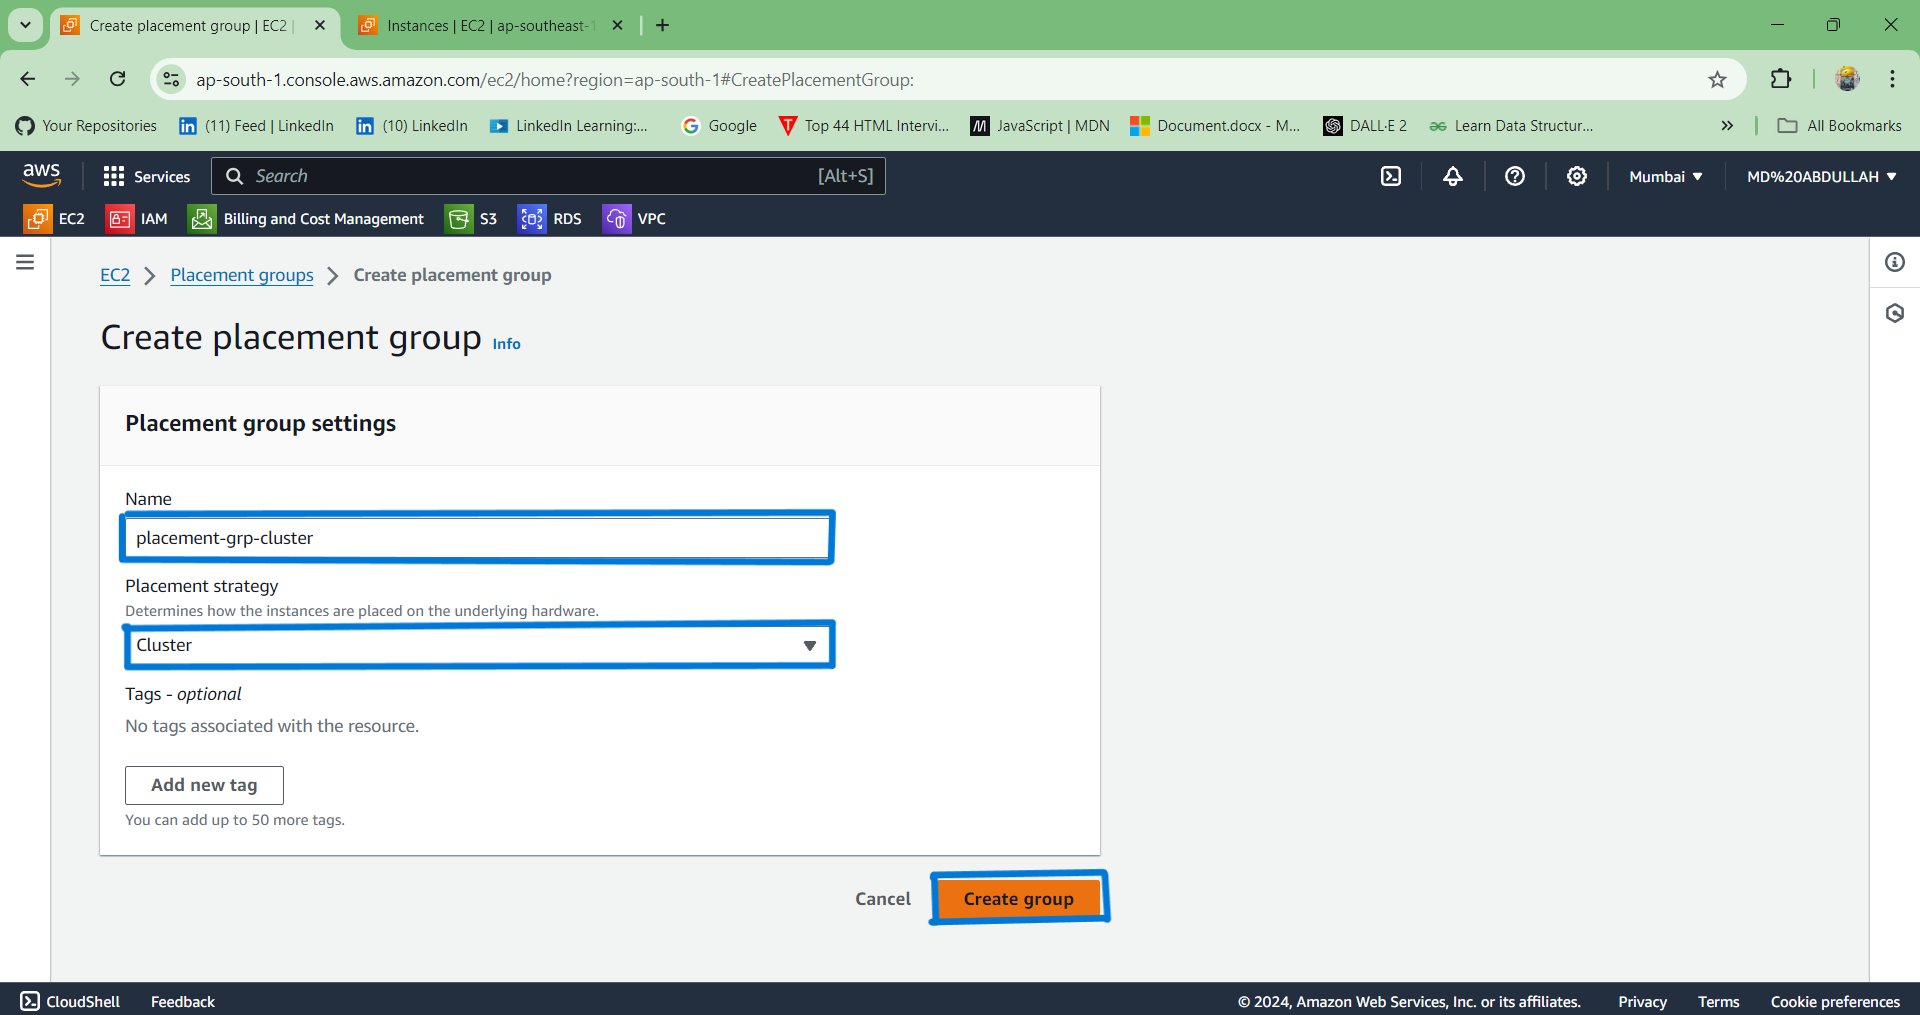 Create placement group | EC2 |
Instances | EC2 | ap-southeast-1
ap-south-1.console.aws.amazon.com/ec2/home?region=ap-south-1#CreatePlacementGroup:
Your Repositories
(11) Feed | LinkedIn
(10) LinkedIn
LinkedIn Learning:...
Google
Top 44 HTML Intervi...
JavaScript | MDN
Document.docx - M...
DALL·E 2
Learn Data Structur...
All Bookmarks
aws
Services
Search
[Alt+S]
Mumbai
MD%20ABDULLAH
EC2
IAM
Billing and Cost Management
S3
RDS
VPC
EC2
Placement groups
Create placement group
Create placement group Info
Placement group settings
Name
placement-grp-cluster
Placement strategy
Determines how the instances are placed on the underlying hardware.
Cluster
Tags - optional
No tags associated with the resource.
Add new tag
You can add up to 50 more tags.
Cancel
Create group
CloudShell
Feedback
© 2024, Amazon Web Services, Inc. or its affiliates.
Privacy
Terms
Cookie preferences